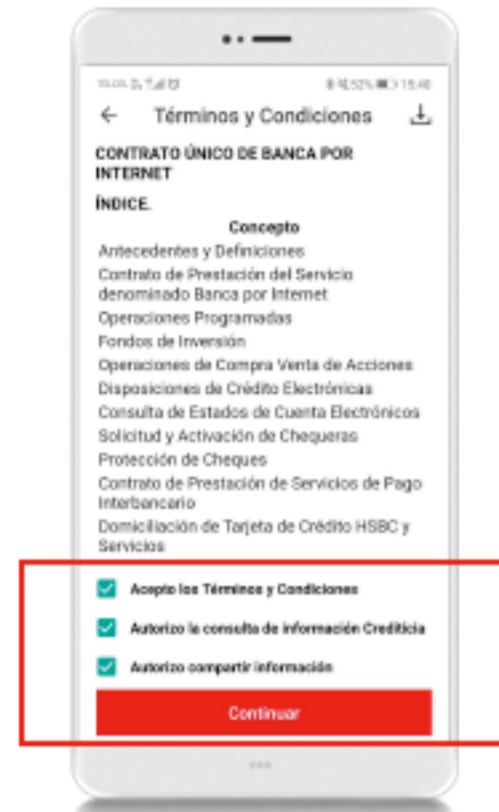 15:40
Términos y Condiciones
CONTRATO ÚNICO DE BANCA POR
INTERNET
ÍNDICE.
Concepto
Antecedentes y Definiciones
Contrato de Prestación del Servicio
denominado Banca por Internet
Operaciones Programadas
Fondos de Inversión
Operaciones de Compra Venta de Acciones
Disposiciones de Crédito Electrónicas
Consulta de Estados de Cuenta Electrónicos
Solicitud y Activación de Chequeras
Protección de Cheques
Contrato de Prestación de Servicios de Pago
Interbancario
Domiciliación de Tarjeta de Crédito HSBC y
Servicios
Acepto los Términos y Condiciones
Autorizo la consulta de información Crediticia
Autorizo compartir información
Continuar